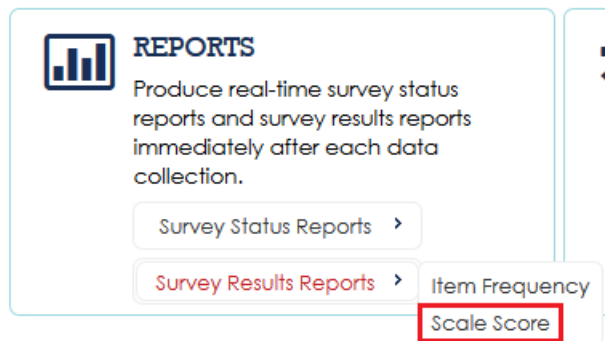 REPORTS
Produce real-time survey status
reports and survey results reports
immediately after each data
collection.
Survey Status Reports
Survey Results Reports
Item Frequency
Scale Score